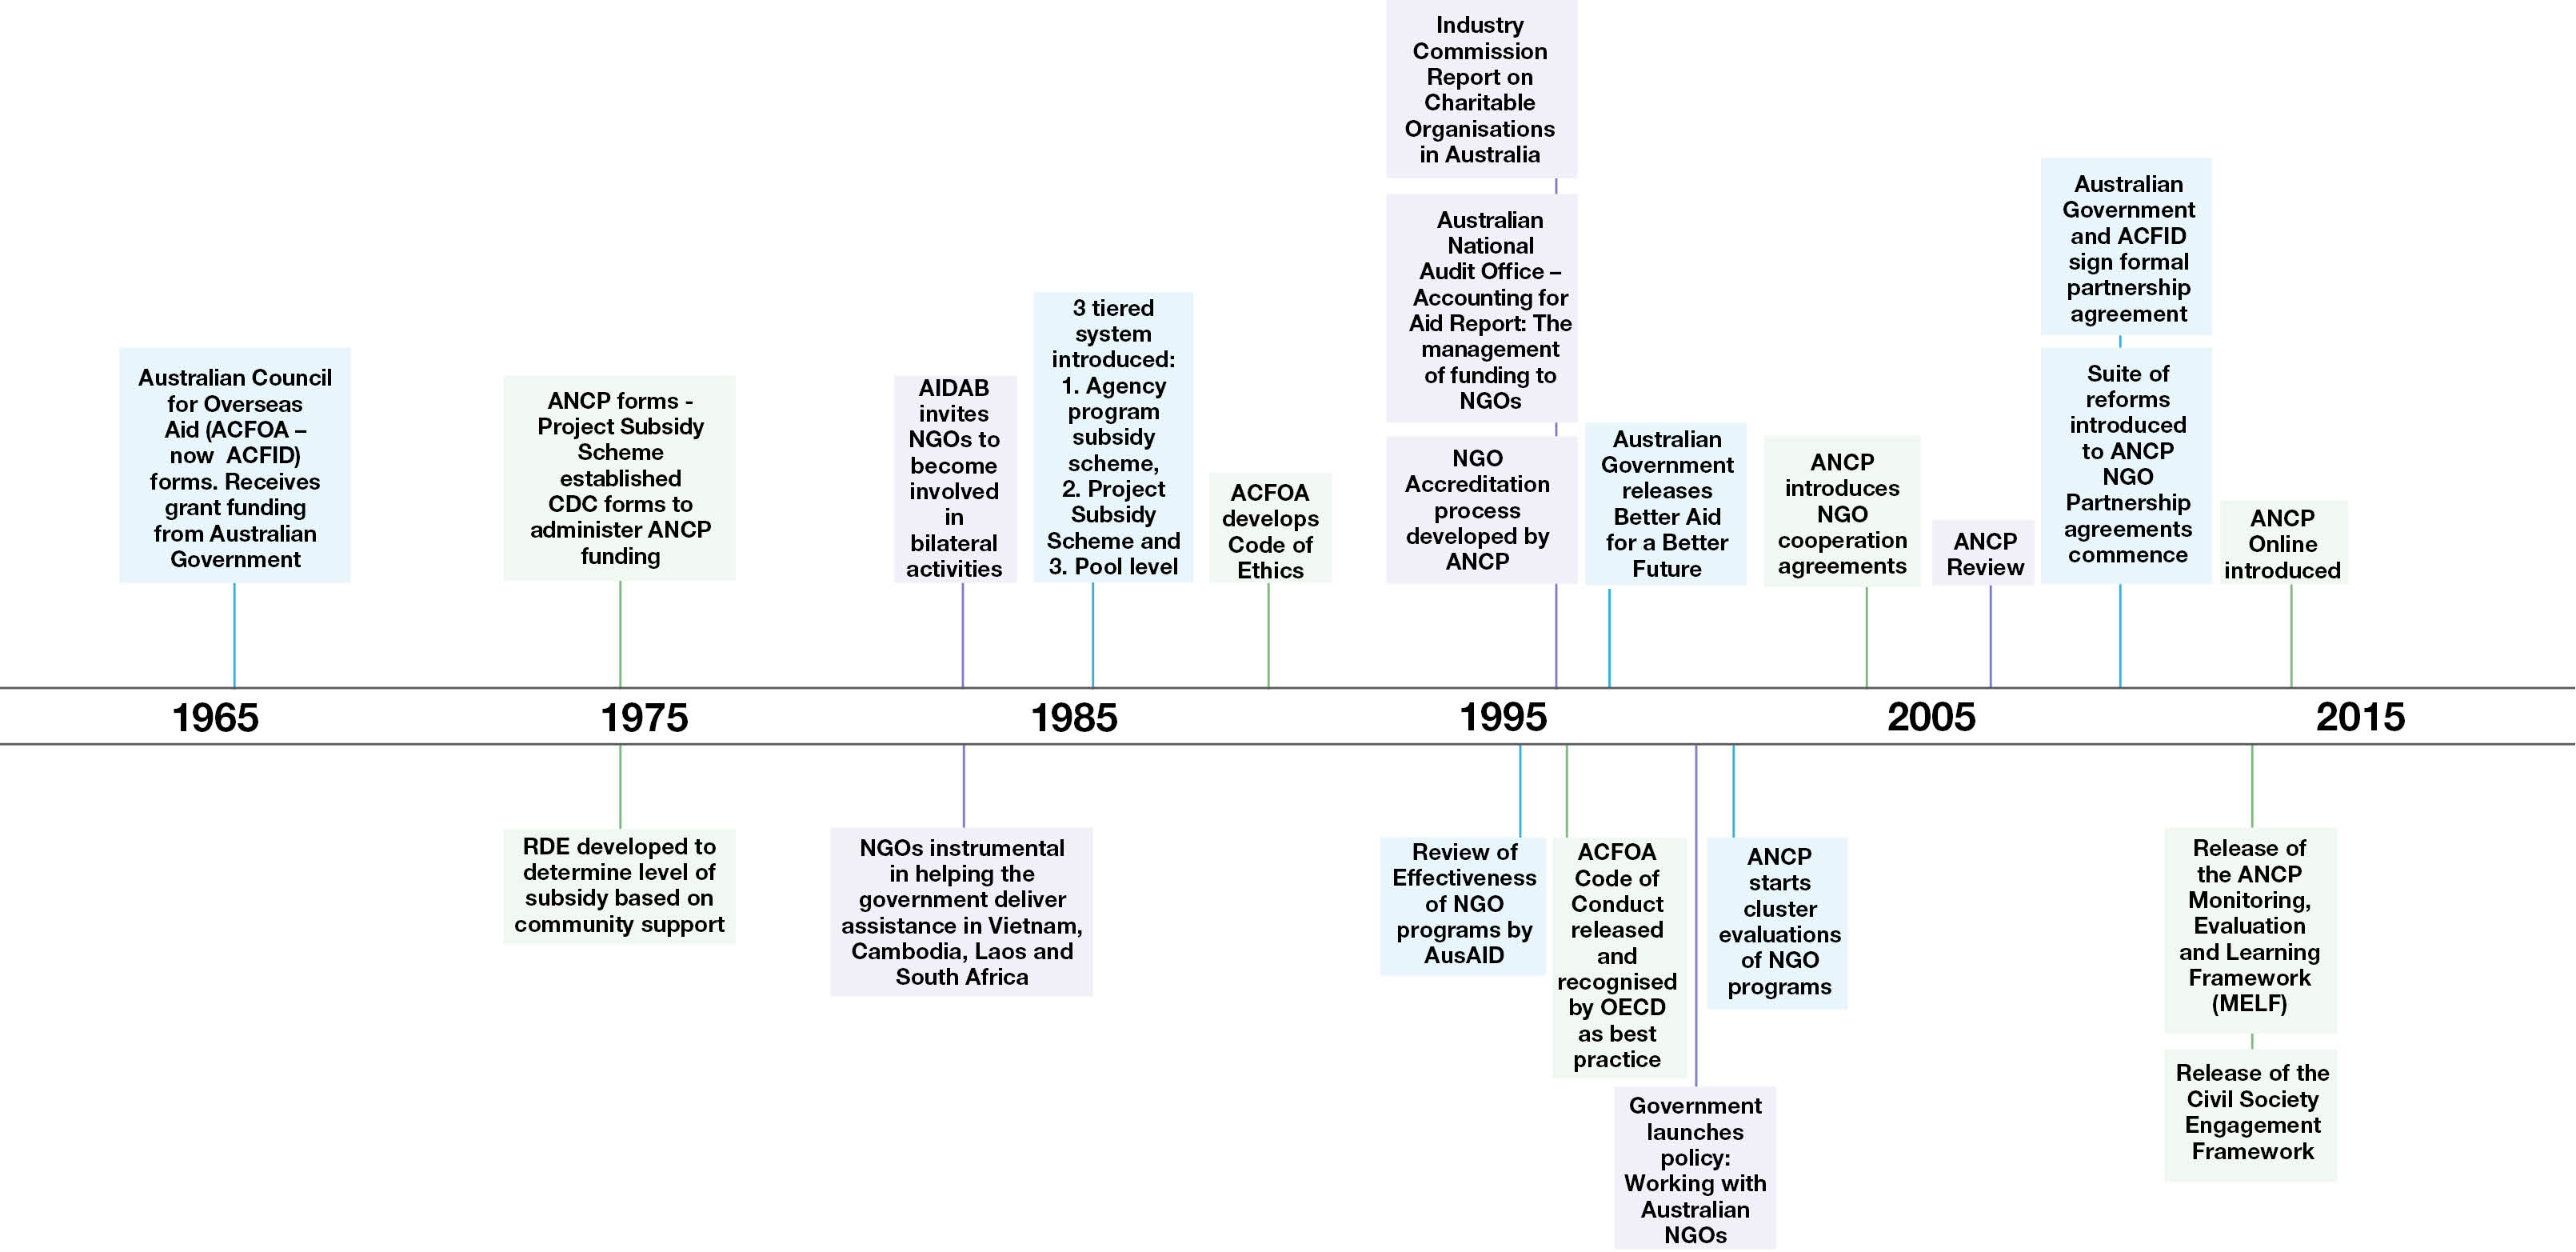 Industry
Commission
Report on
Charitable
Organisations
in Australia
Australian
National
Audit Office –
Accounting for
Aid Report: The
management
of funding to
NGOs
NGO
Accreditation
process
developed by
ANCP
Australian
Government
and ACFID
sign formal
partnership
agreement
Suite of
reforms
introduced
to ANCP
NGO
Partnership
agreements
commence
Australian Council
for Overseas
Aid (ACFOA –
now  ACFID)
forms. Receives
grant funding
from Australian
Government
ANCP forms -
Project Subsidy
Scheme
established
CDC forms to
administer ANCP
funding
AIDAB
invites
NGOs to
become
involved
in
bilateral
activities
3 tiered
system
introduced:
1. Agency
program
subsidy
scheme,
2. Project
Subsidy
Scheme and
3. Pool level
ACFOA
develops
Code of
Ethics
Australian
Government
releases
Better Aid
for a Better
Future
ANCP
introduces
NGO
cooperation
agreements
ANCP
Review
ANCP
Online
introduced
1965
1975
1985
1995
2005
2015
RDE developed to
determine level of
subsidy based on
community support
NGOs instrumental
in helping the
government deliver
assistance in Vietnam,
Cambodia, Laos and
South Africa
Review of
Effectiveness
of NGO
programs by
AusAID
ACFOA
Code of
Conduct
released
and
recognised
by OECD
as best
practice
Government
launches
policy:
Working with
Australian
NGOs
ANCP
starts
cluster
evaluations
of NGO
programs
Release of
the ANCP
Monitoring,
Evaluation
and Learning
Framework
(MELF)
Release of the
Civil Society
Engagement
Framework